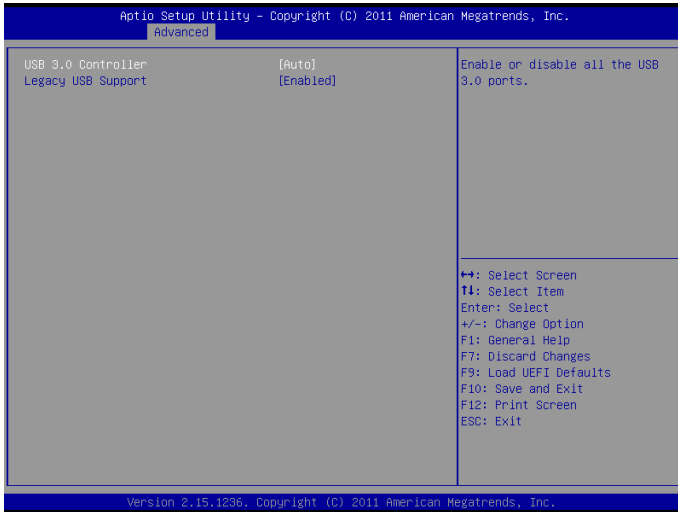 Aptio Setup Utility – Copyright (C) 2011 American Megatrends, Inc.
Advanced
USB 3.0 Controller [Auto]
Legacy USB Support [Enabled]
Enable or disable all the USB
3.0 ports.
↔: Select Screen
↑↓: Select Item
Enter: Select
+/-: Change Option
F1: General Help
F7: Discard Changes
F9: Load UEFI Defaults
F10: Save and Exit
F12: Print Screen
ESC: Exit
Version 2.15.1236. Copyright (C) 2011 American Megatrends, Inc.